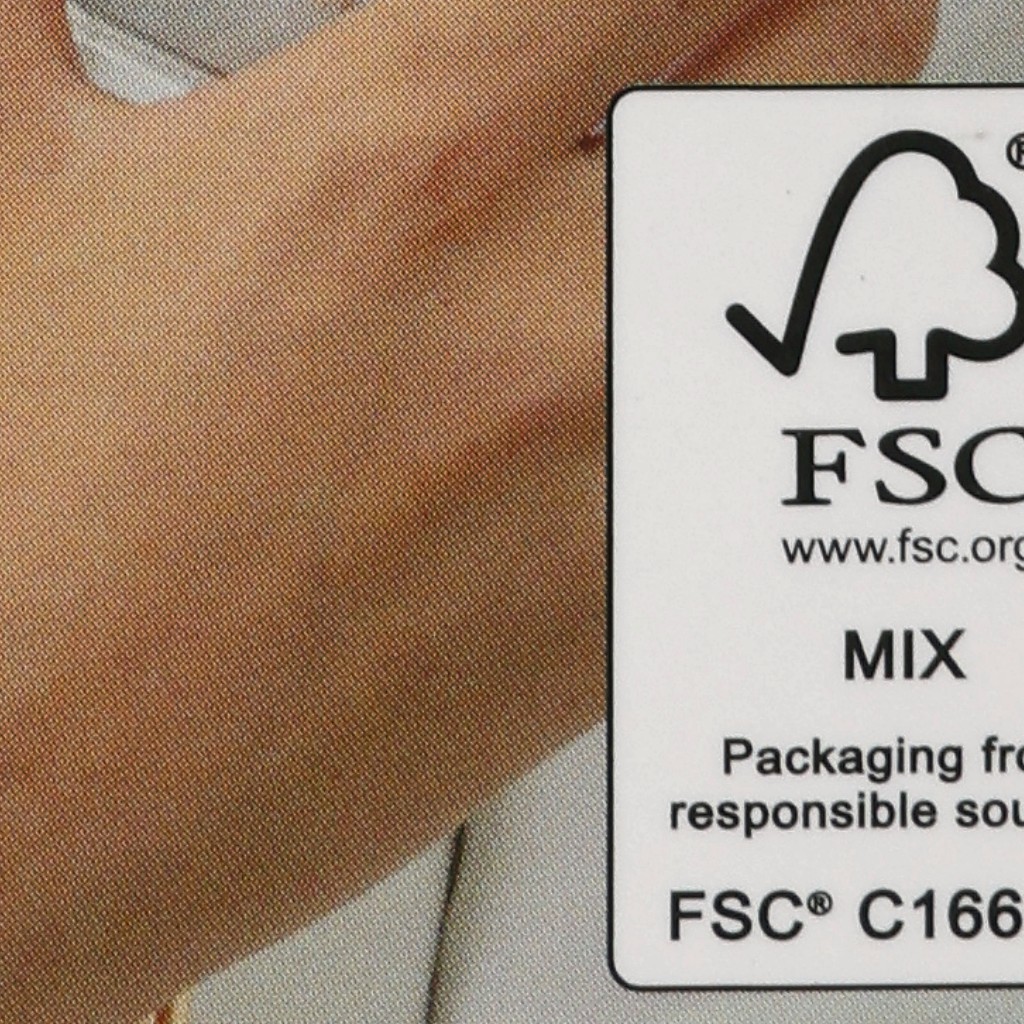 FSC
www.fsc.org
MIX
Packaging
responsible
FSC® C166